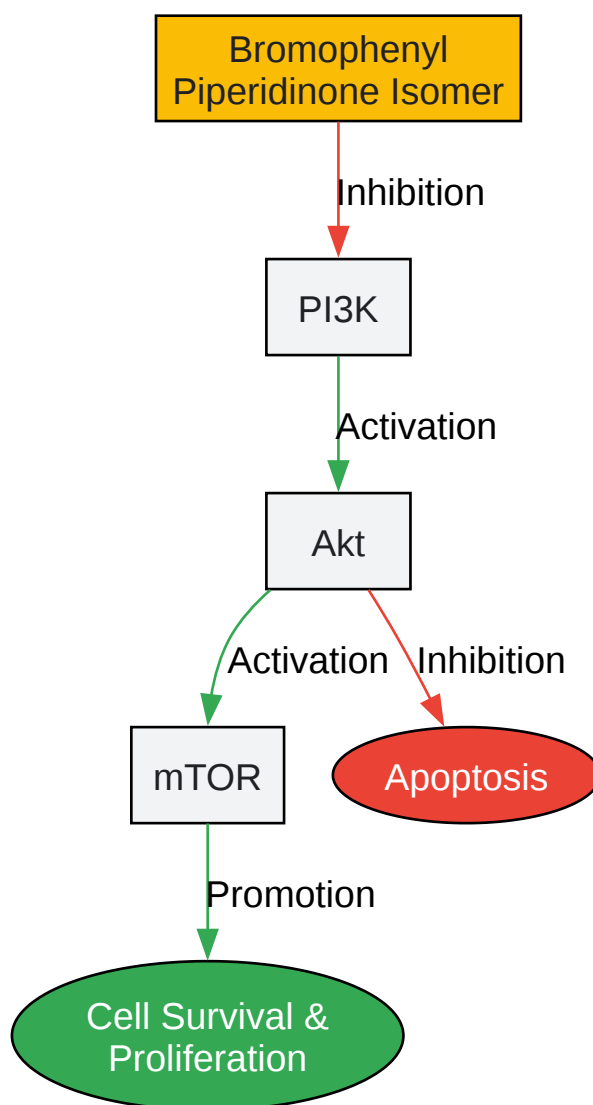 Bromophenyl
Piperidinone Isomer
Inhibition
PI3K
Activation
Akt
Activation
Inhibition
mTOR
Apoptosis
Promotion
Cell Survival &
Proliferation